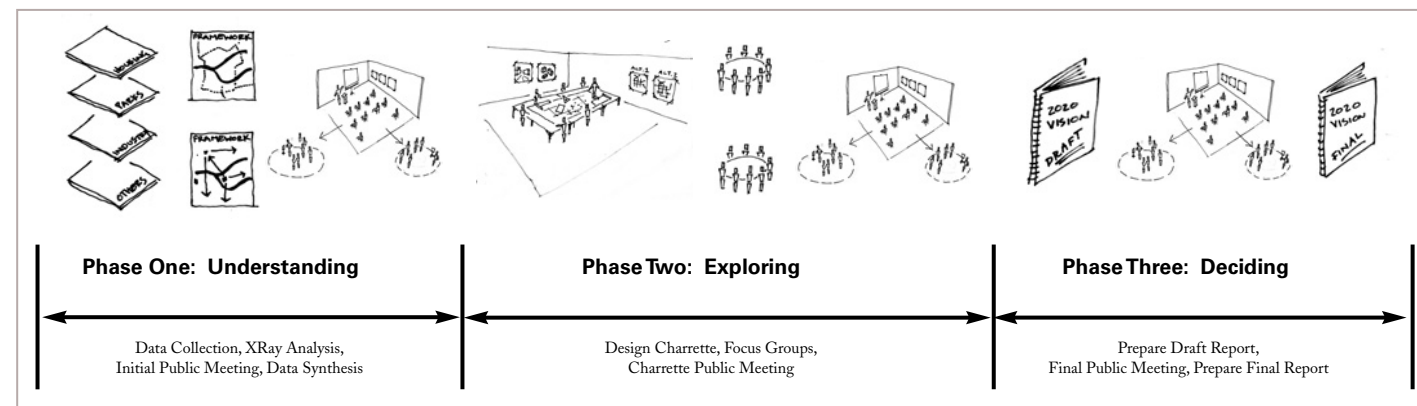 HOUSING
PARKS
INDUSTRY
OTHERS
FRAMEWORK
FRAMEWORK
ALT. 1
ALT. 2
2020
VISION
DRAFT
2020
VISION
FINAL
Phase One: Understanding
Data Collection, XRay Analysis,
Initial Public Meeting, Data Synthesis
Phase Two: Exploring
Design Charrette, Focus Groups,
Charrette Public Meeting
Phase Three: Deciding
Prepare Draft Report,
Final Public Meeting, Prepare Final Report